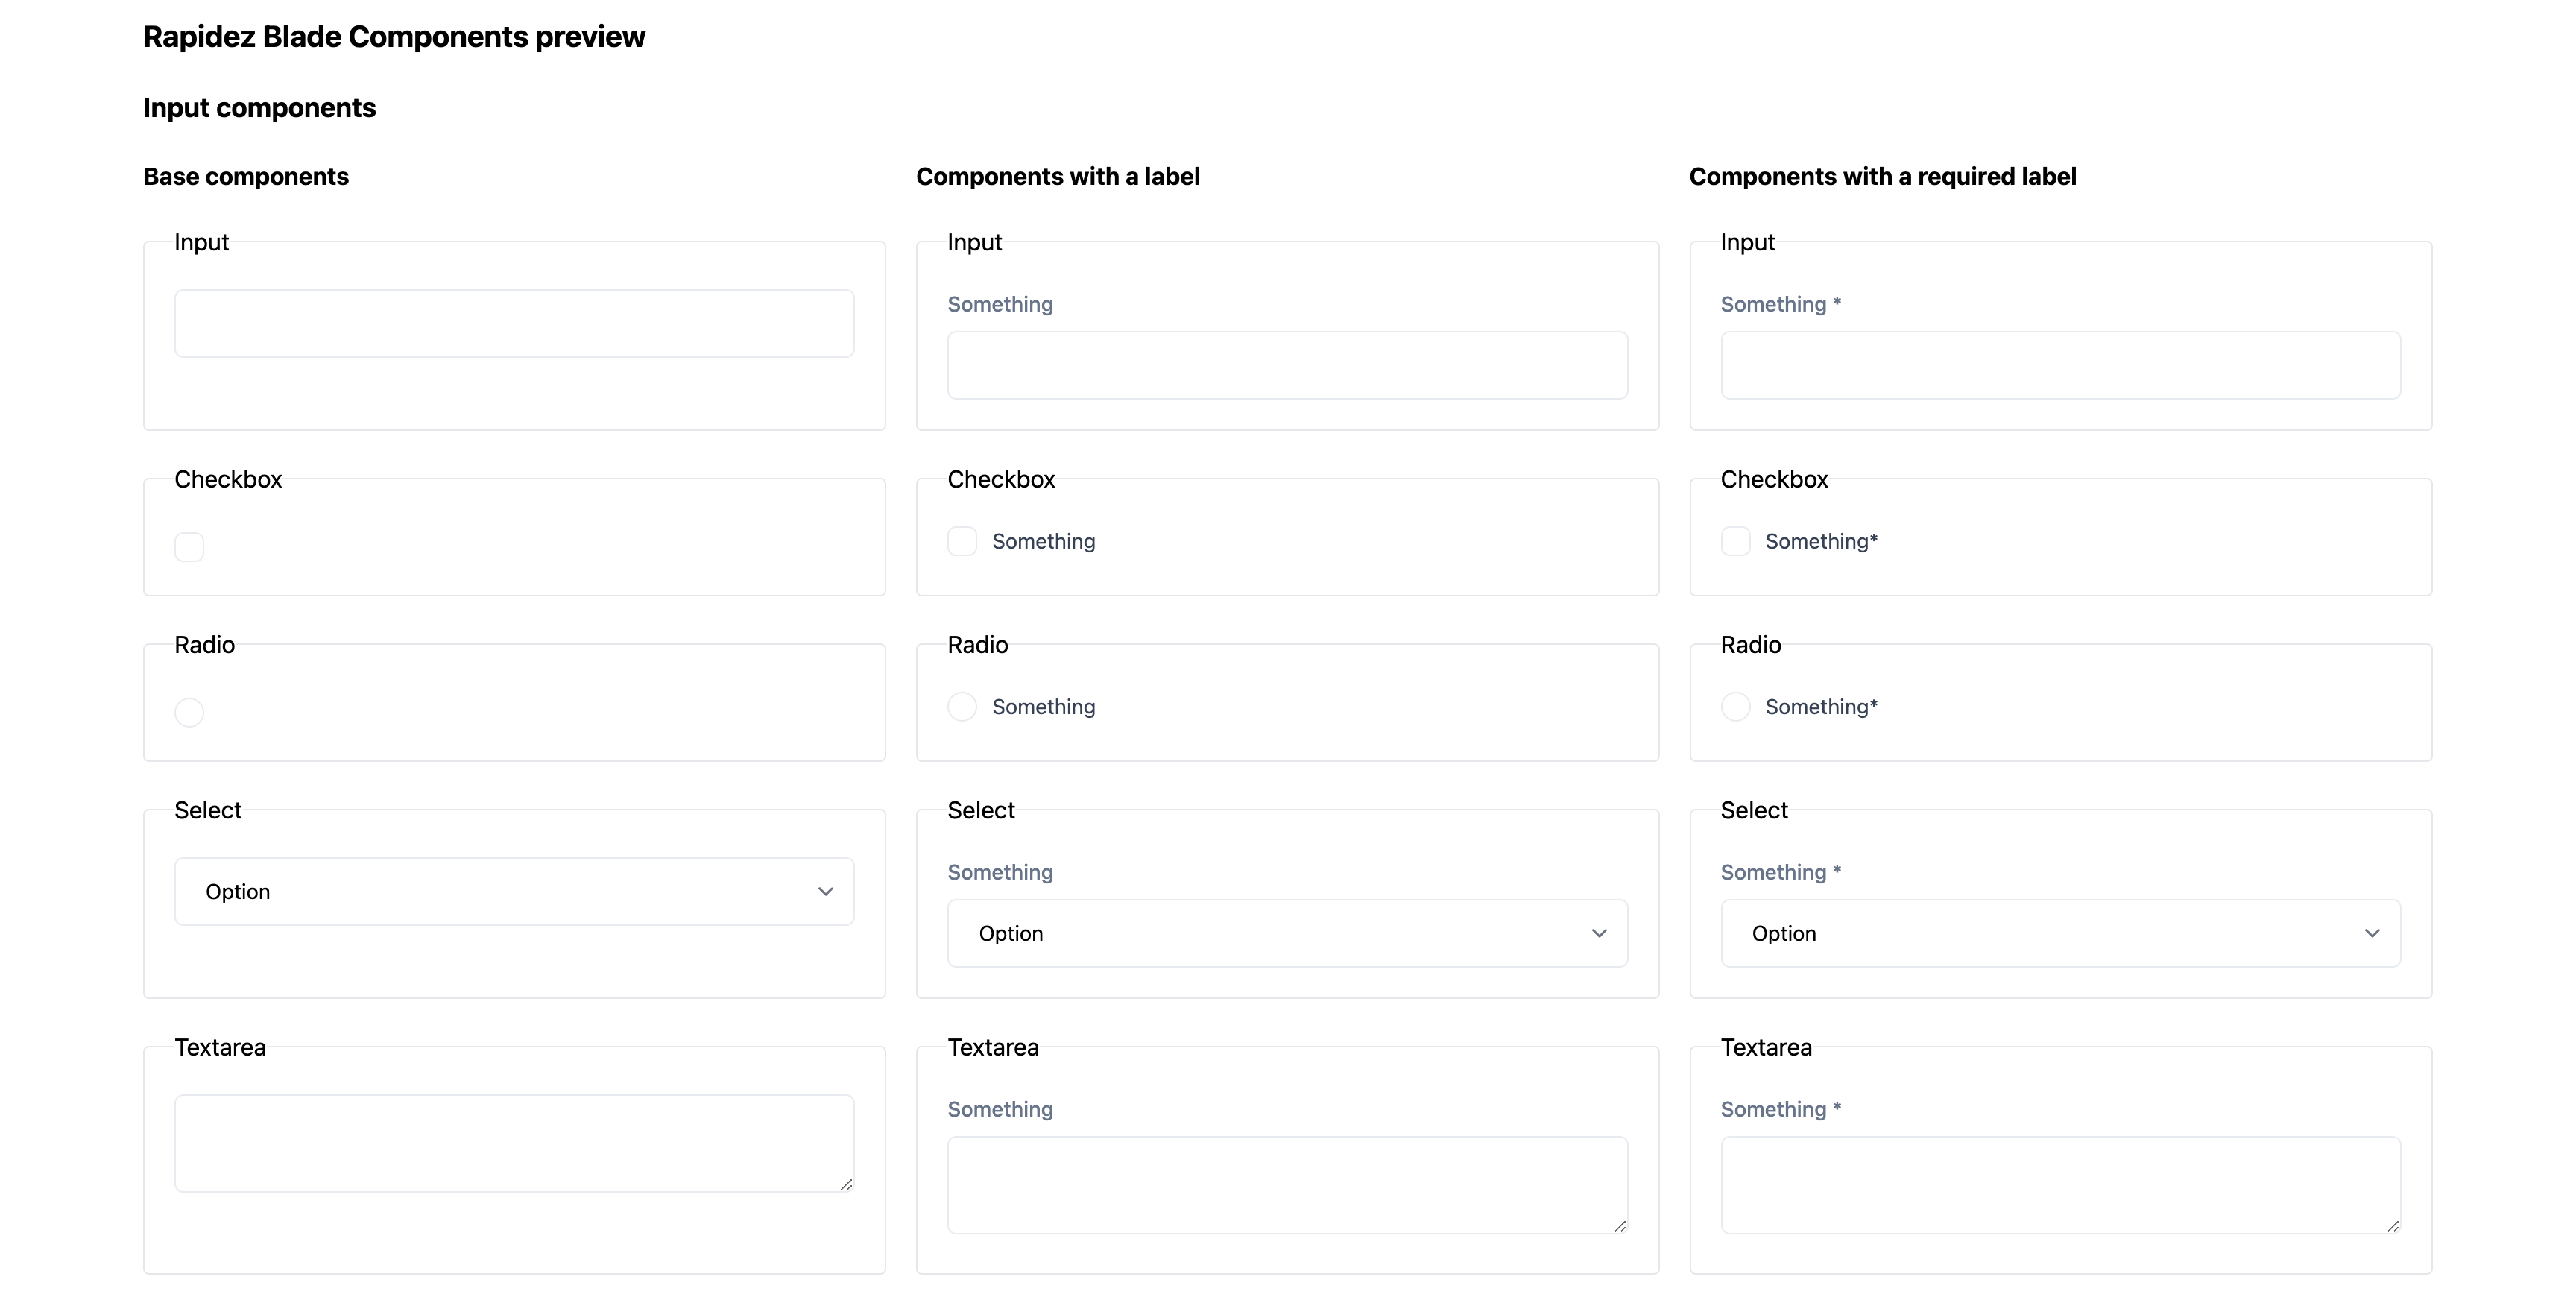 Rapidez Blade Components preview
Input components
Base components
Components with a label
Components with a required label
Input
Input
Input
Something
Something *
Checkbox
Checkbox
Checkbox
Something
Something*
Radio
Radio
Radio
Something
Something*
Select
Select
Select
Option
Something
Option
Something *
Option
Textarea
Textarea
Textarea
Something
Something *